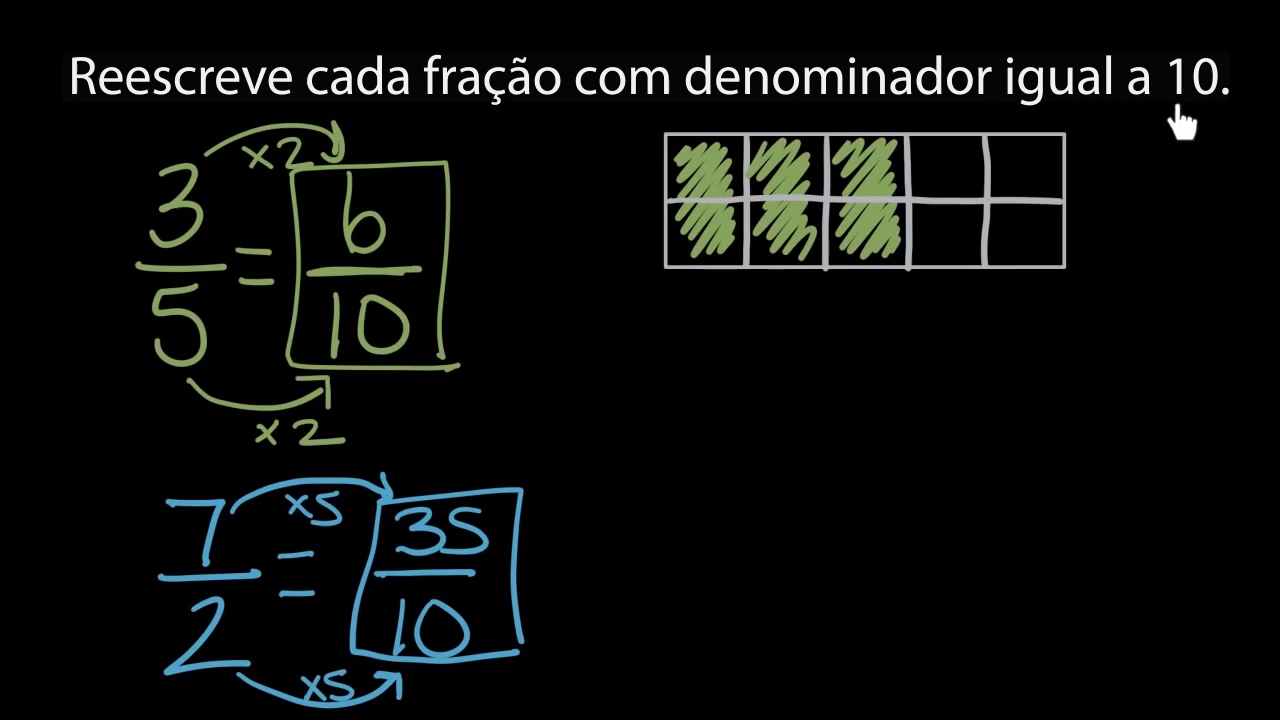 Reescreve cada fração com denominador igual a 10.
×2
3/5 = 6/10
×2
×5
7/2 = 35/10
×5